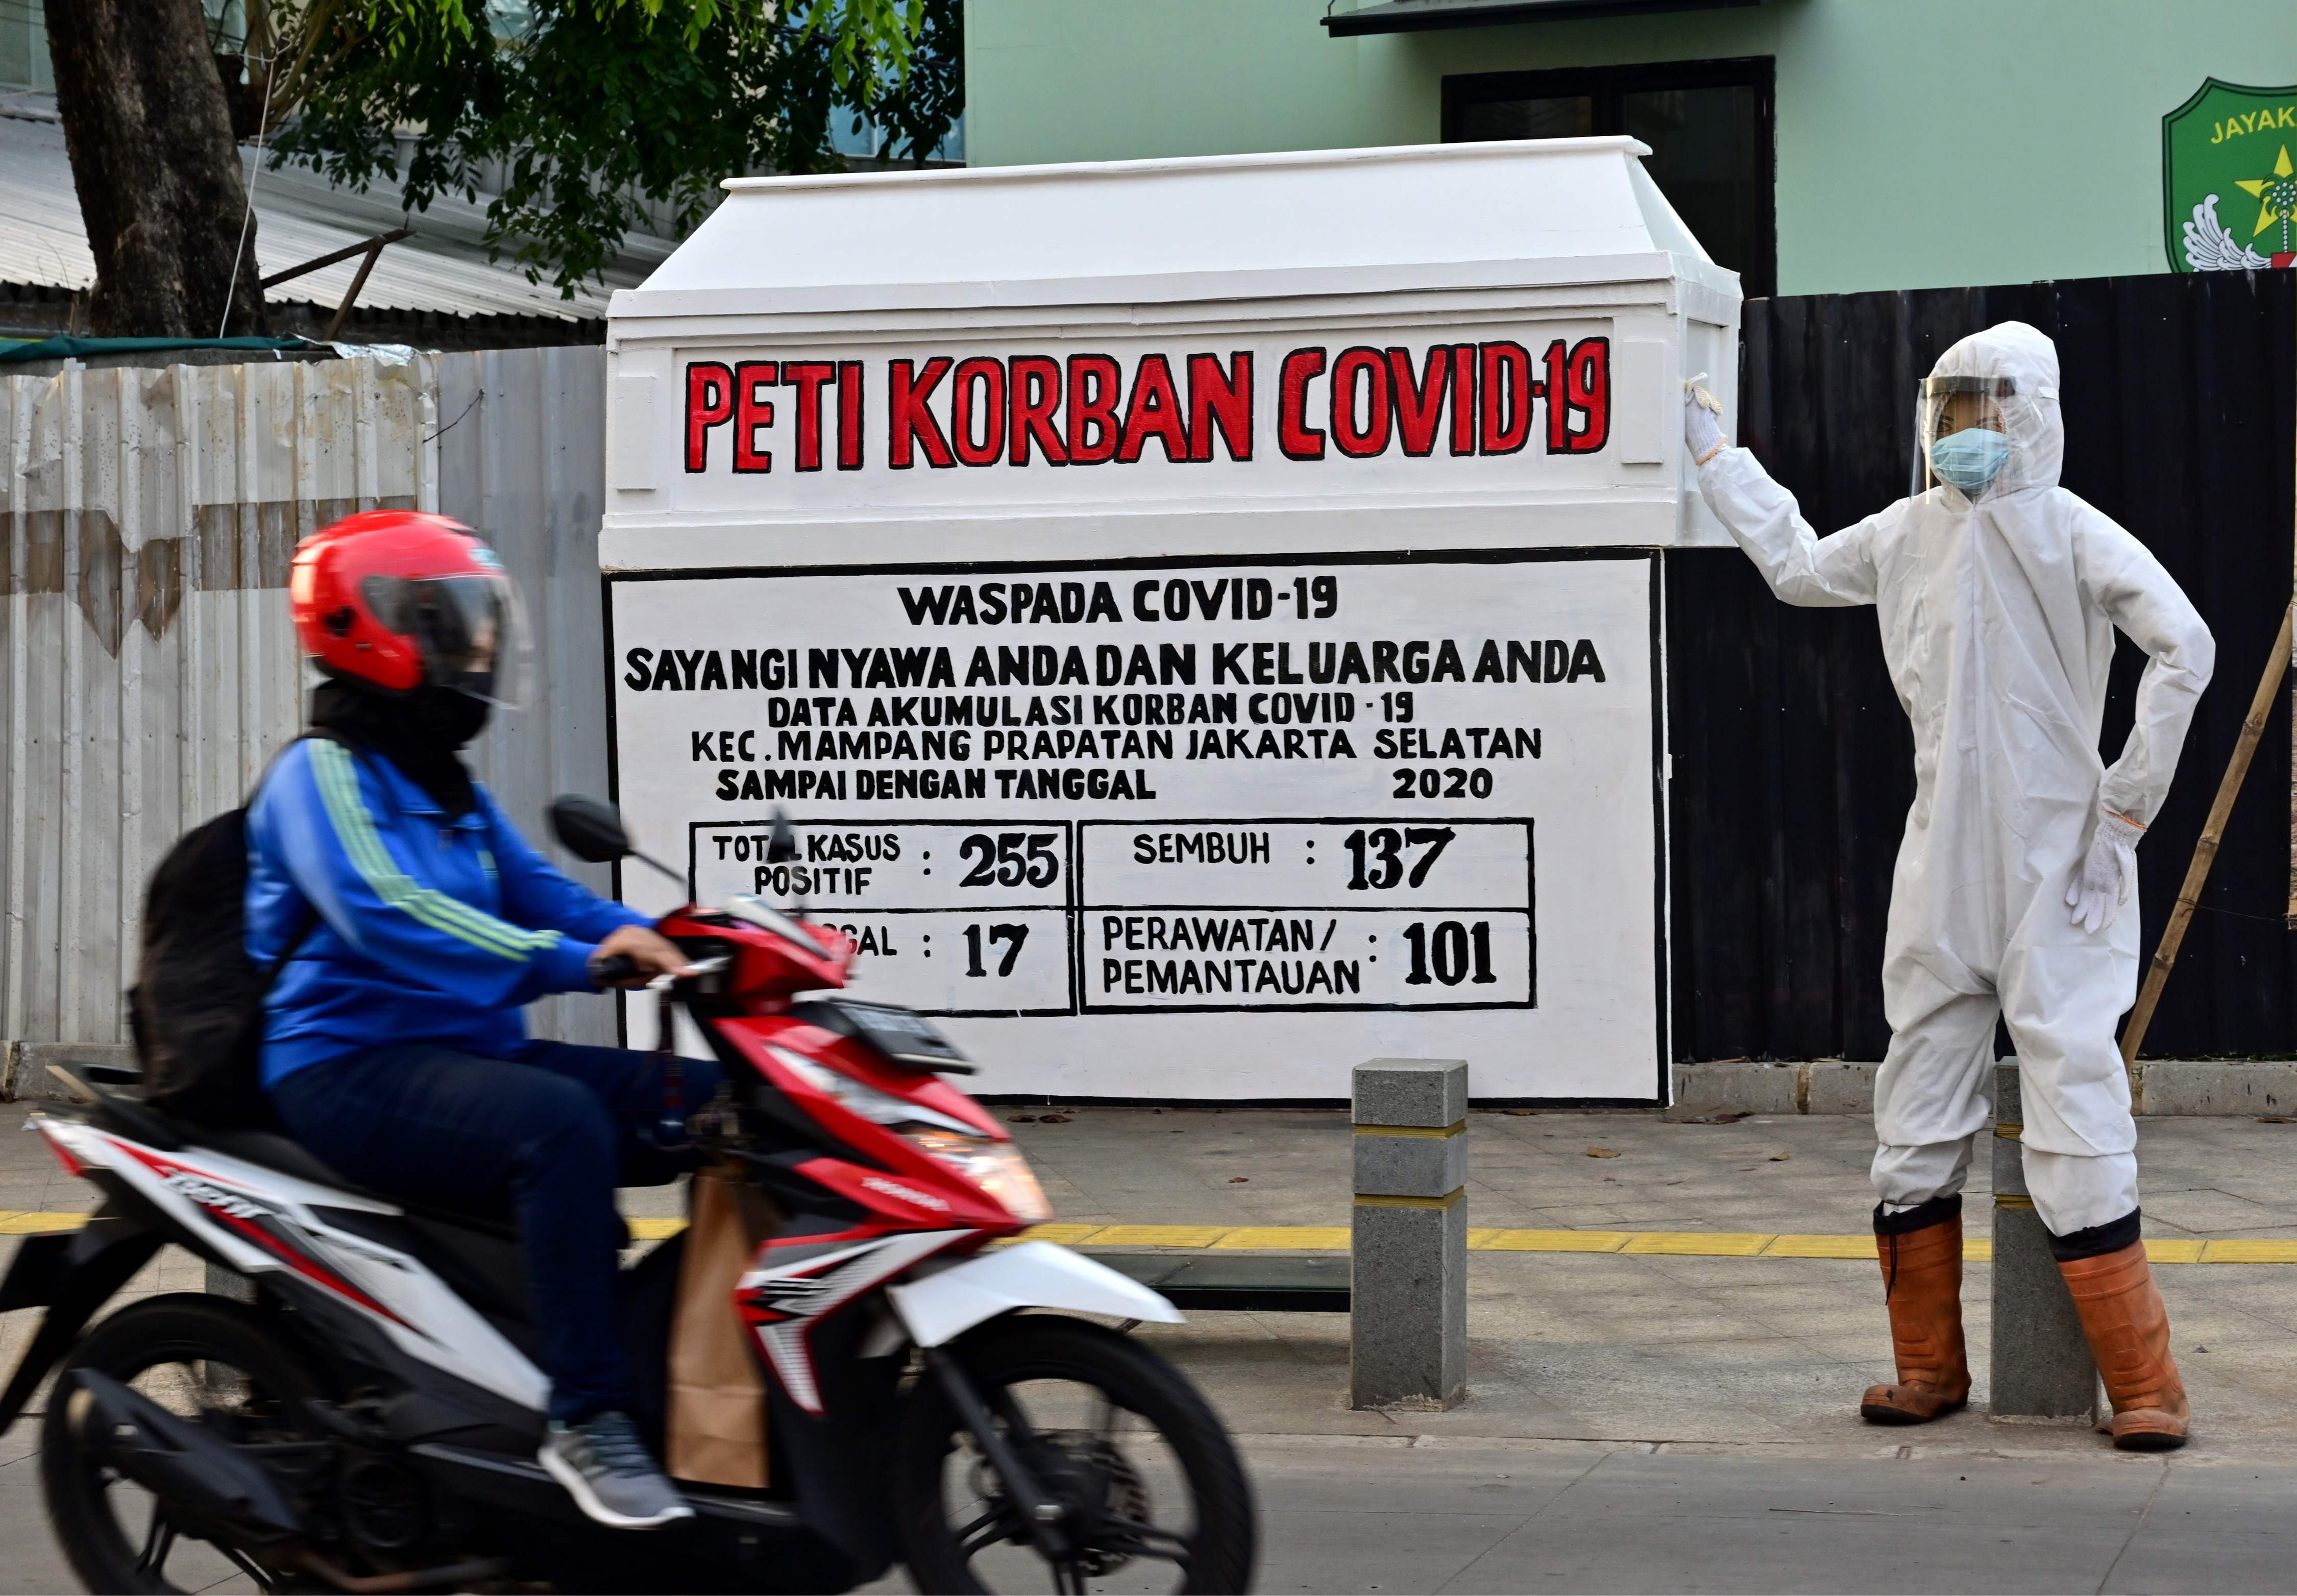 JAYAK
PETI KORBAN COVID-19
WASPADA COVID-19
SAYANGI NYAWA ANDA DAN KELUARGA ANDA
DATA AKUMULASI KORBAN COVID-19
KEC. MAMPANG PRAPATAN JAKARTA SELATAN
SAMPAI DENGAN TANGGAL 2020
TOTAL KASUS
POSITIF : 255
SEMBUH : 137
GAL : 17
PERAWATAN/
PEMANTAUAN : 101
HONDA